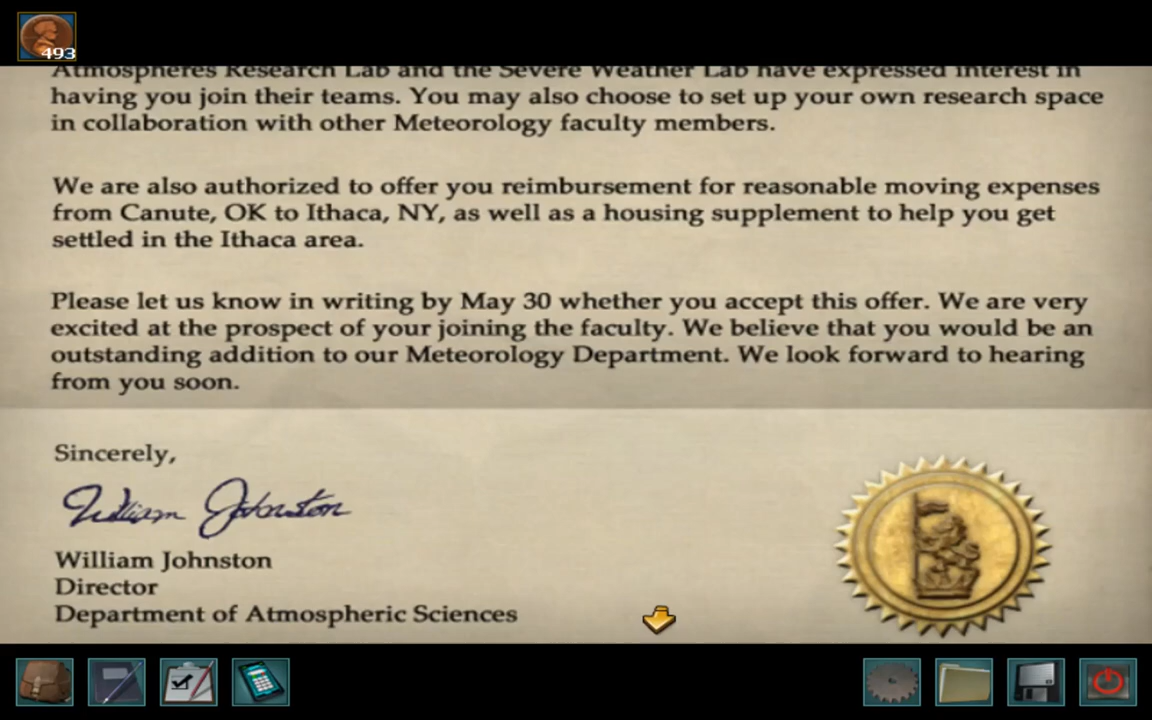 493
Atmospheres Research Lab and the Severe Weather Lab have expressed interest in
having you join their teams. You may also choose to set up your own research space
in collaboration with other Meteorology faculty members.
We are also authorized to offer you reimbursement for reasonable moving expenses
from Canute, OK to Ithaca, NY, as well as a housing supplement to help you get
settled in the Ithaca area.
Please let us know in writing by May 30 whether you accept this offer. We are very
excited at the prospect of your joining the faculty. We believe that you would be an
outstanding addition to our Meteorology Department. We look forward to hearing
from you soon.
Sincerely,
William Johnston
William Johnston
Director
Department of Atmospheric Sciences